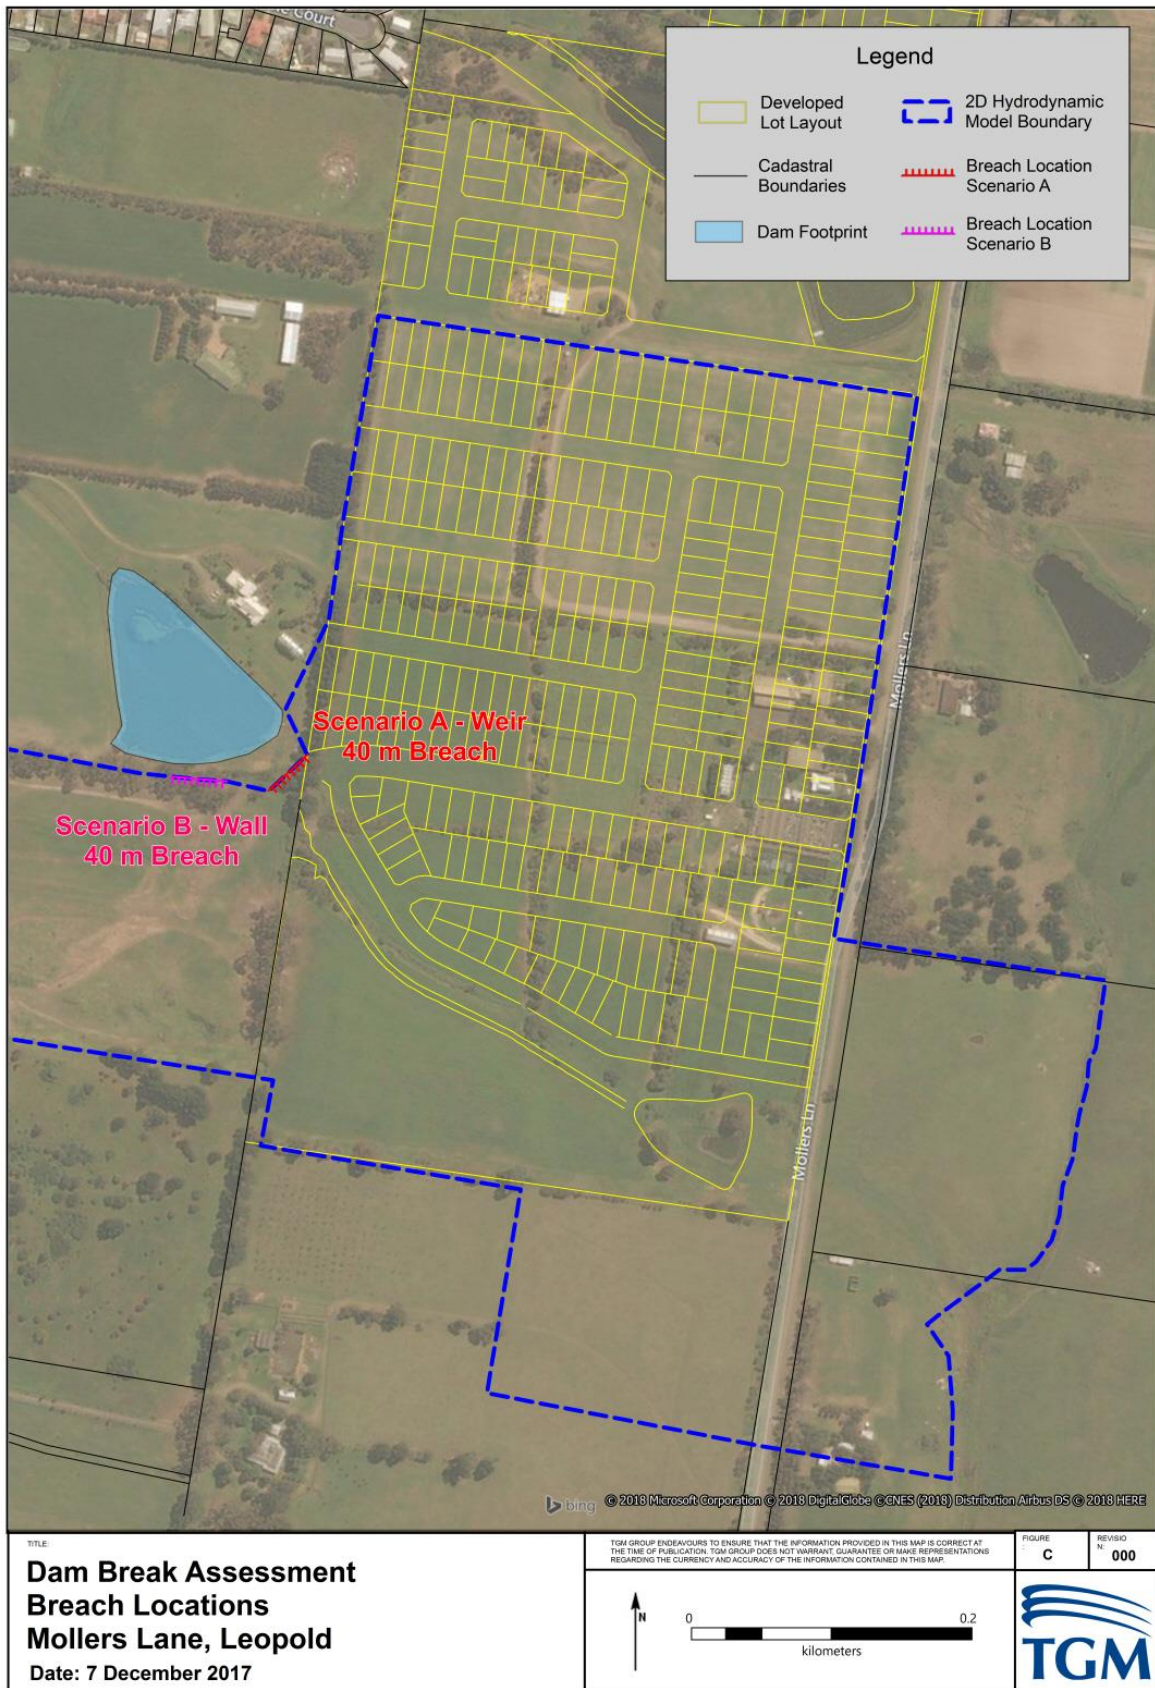 Court
Legend
Developed
Lot Layout
2D Hydrodynamic
Model Boundary
Cadastral
Boundaries
Breach Location
Scenario A
Dam Footprint
Breach Location
Scenario B
Mollers Ln
Scenario A - Weir
40 m Breach
Scenario B - Wall
40 m Breach
Mollers Ln
bing
© 2018 Microsoft Corporation © 2018 DigitalGlobe ©CNES (2018) Distribution Airbus DS © 2018 HERE
TITLE:
Dam Break Assessment
Breach Locations
Mollers Lane, Leopold
Date: 7 December 2017
TGM GROUP ENDEAVOURS TO ENSURE THAT THE INFORMATION PROVIDED IN THIS MAP IS CORRECT AT
THE TIME OF PUBLICATION. TGM GROUP DOES NOT WARRANT, GUARANTEE OR MAKE REPRESENTATIONS
REGARDING THE CURRENCY AND ACCURACY OF THE INFORMATION CONTAINED IN THIS MAP.
N
0
0.2
kilometers
FIGURE
:
C
REVISIO
N:
000
TGM